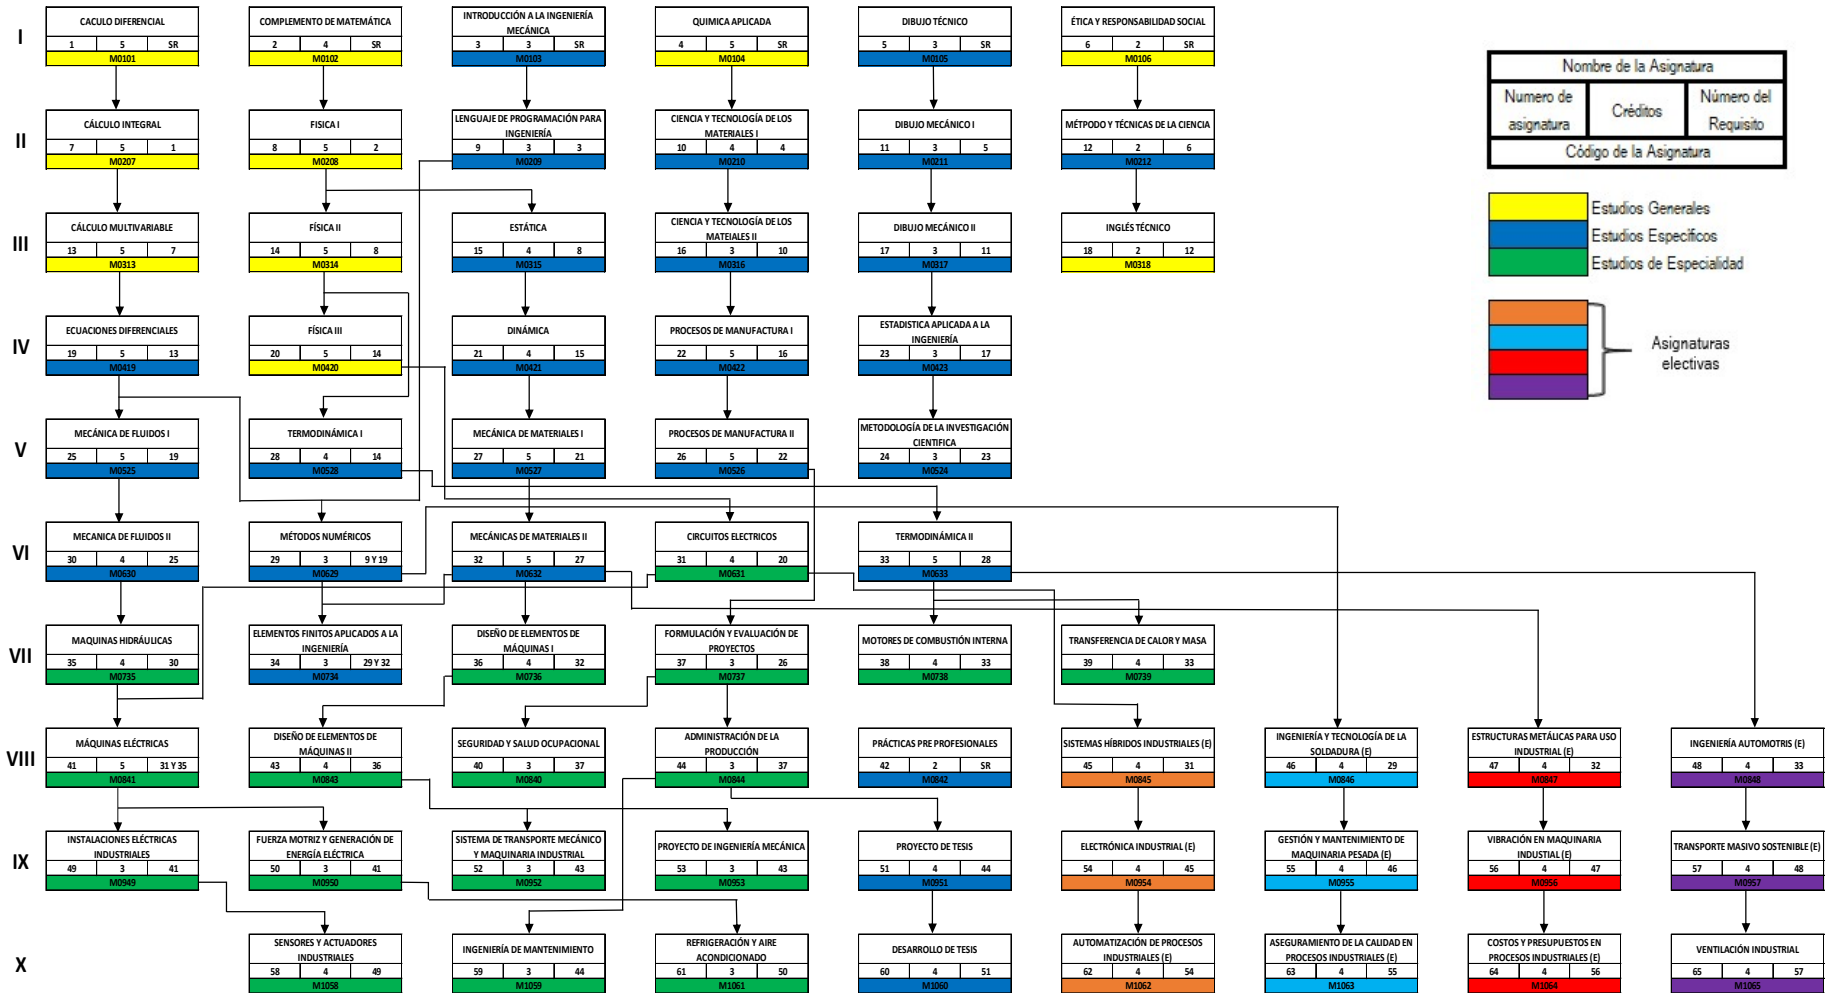 I
CACULO DIFERENCIAL
1 5 SR
M0101
COMPLEMENTO DE MATEMÁTICA
2 4 SR
M0102
INTRODUCCIÓN A LA INGENIERÍA
MECÁNICA
3 3 SR
M0103
QUIMICA APLICADA
4 5 SR
M0104
DIBUJO TÉCNICO
5 3 SR
M0105
ÉTICA Y RESPONSABILIDAD SOCIAL
6 2 SR
M0106
Nombre de la Asignatura
Numero de
asignatura
Créditos
Número del
Requisito
Código de la Asignatura
II
CÁLCULO INTEGRAL
7 5 1
M0207
FISICA I
8 5 2
M0208
LENGUAJE DE PROGRAMACIÓN PARA
INGENIERÍA
9 3 3
M0209
CIENCIA Y TECNOLOGÍA DE LOS
MATERIALES I
10 4 4
M0210
DIBUJO MECÁNICO I
11 3 5
M0211
MÉTPODO Y TÉCNICAS DE LA CIENCIA
12 2 6
M0212
Estudios Generales
Estudios Específicos
Estudios de Especialidad
Asignaturas
electivas
III
CÁLCULO MULTIVARIABLE
13 5 7
M0313
FÍSICA II
14 5 8
M0314
ESTÁTICA
15 4 8
M0315
CIENCIA Y TECNOLOGÍA DE LOS
MATEIALES II
16 3 10
M0316
DIBUJO MECÁNICO II
17 3 11
M0317
INGLÉS TÉCNICO
18 2 12
M0318
IV
ECUACIONES DIFERENCIALES
19 5 13
M0419
FÍSICA III
20 5 14
M0420
DINÁMICA
21 4 15
M0421
PROCESOS DE MANUFACTURA I
22 5 16
M0422
ESTADISTICA APLICADA A LA
INGENIERÍA
23 3 17
M0423
V
MECÁNICA DE FLUIDOS I
25 5 19
M0525
TERMODINÁMICA I
28 4 14
M0528
MECÁNICA DE MATERIALES I
27 5 21
M0527
PROCESOS DE MANUFACTURA II
26 5 22
M0526
METODOLOGÍA DE LA INVESTIGACIÓN
CIENTIFICA
24 3 23
M0524
VI
MECANICA DE FLUIDOS II
30 4 25
M0630
MÉTODOS NUMÉRICOS
29 3 9 Y 19
M0629
MECÁNICAS DE MATERIALES II
32 5 27
M0632
CIRCUITOS ELECTRICOS
31 4 20
M0631
TERMODINÁMICA II
33 5 28
M0633
VII
MAQUINAS HIDRÁULICAS
35 4 30
M0735
ELEMENTOS FINITOS APLICADOS A LA
INGENIERÍA
34 3 29 Y 32
M0734
DISEÑO DE ELEMENTOS DE
MÁQUINAS I
36 4 32
M0736
FORMULACIÓN Y EVALUACIÓN DE
PROYECTOS
37 3 26
M0737
MOTORES DE COMBUSTIÓN INTERNA
38 4 33
M0738
TRANSFERENCIA DE CALOR Y MASA
39 4 33
M0739
VIII
MÁQUINAS ELÉCTRICAS
41 5 31 Y 35
M0841
DISEÑO DE ELEMENTOS DE
MÁQUINAS II
43 4 36
M0843
SEGURIDAD Y SALUD OCUPACIONAL
40 3 37
M0840
ADMINISTRACIÓN DE LA
PRODUCCIÓN
44 3 37
M0844
PRÁCTICAS PRE PROFESIONALES
42 2 SR
M0842
SISTEMAS HÍBRIDOS INDUSTRIALES (E)
45 4 31
M0845
INGENIERÍA Y TECNOLOGÍA DE LA
SOLDADURA (E)
46 4 29
M0846
ESTRUCTURAS METÁLICAS PARA USO
INDUSTRIAL (E)
47 4 32
M0847
INGENIERÍA AUTOMOTRIS (E)
48 4 33
M0848
IX
INSTALACIONES ELÉCTRICAS
INDUSTRIALES
49 3 41
M0949
FUERZA MOTRIZ Y GENERACIÓN DE
ENERGÍA ELÉCTRICA
50 3 41
M0950
SISTEMA DE TRANSPORTE MECÁNICO
Y MAQUINARIA INDUSTRIAL
52 3 43
M0952
PROYECTO DE INGENIERÍA MECÁNICA
53 3 43
M0953
PROYECTO DE TESIS
51 4 44
M0951
ELECTRÓNICA INDUSTRIAL (E)
54 4 45
M0954
GESTIÓN Y MANTENIMIENTO DE
MAQUINARIA PESADA (E)
55 4 46
M0955
VIBRACIÓN EN MAQUINARIA
INDUSTIAL (E)
56 4 47
M0956
TRANSPORTE MASIVO SOSTENIBLE (E)
57 4 48
M0957
X
SENSORES Y ACTUADORES
INDUSTRIALES
58 4 49
M1058
INGENIERÍA DE MANTENIMIENTO
59 3 44
M1059
REFRIGERACIÓN Y AIRE
ACONDICIONADO
61 3 50
M1061
DESARROLLO DE TESIS
60 4 51
M1060
AUTOMATIZACIÓN DE PROCESOS
INDUSTRIALES (E)
62 4 54
M1062
ASEGURAMIENTO DE LA CALIDAD EN
PROCESOS INDUSTRIALES (E)
63 4 55
M1063
COSTOS Y PRESUPUESTOS EN
PROCESOS INDUSTRIALES (E)
64 4 56
M1064
VENTILACIÓN INDUSTRIAL
65 4 57
M1065